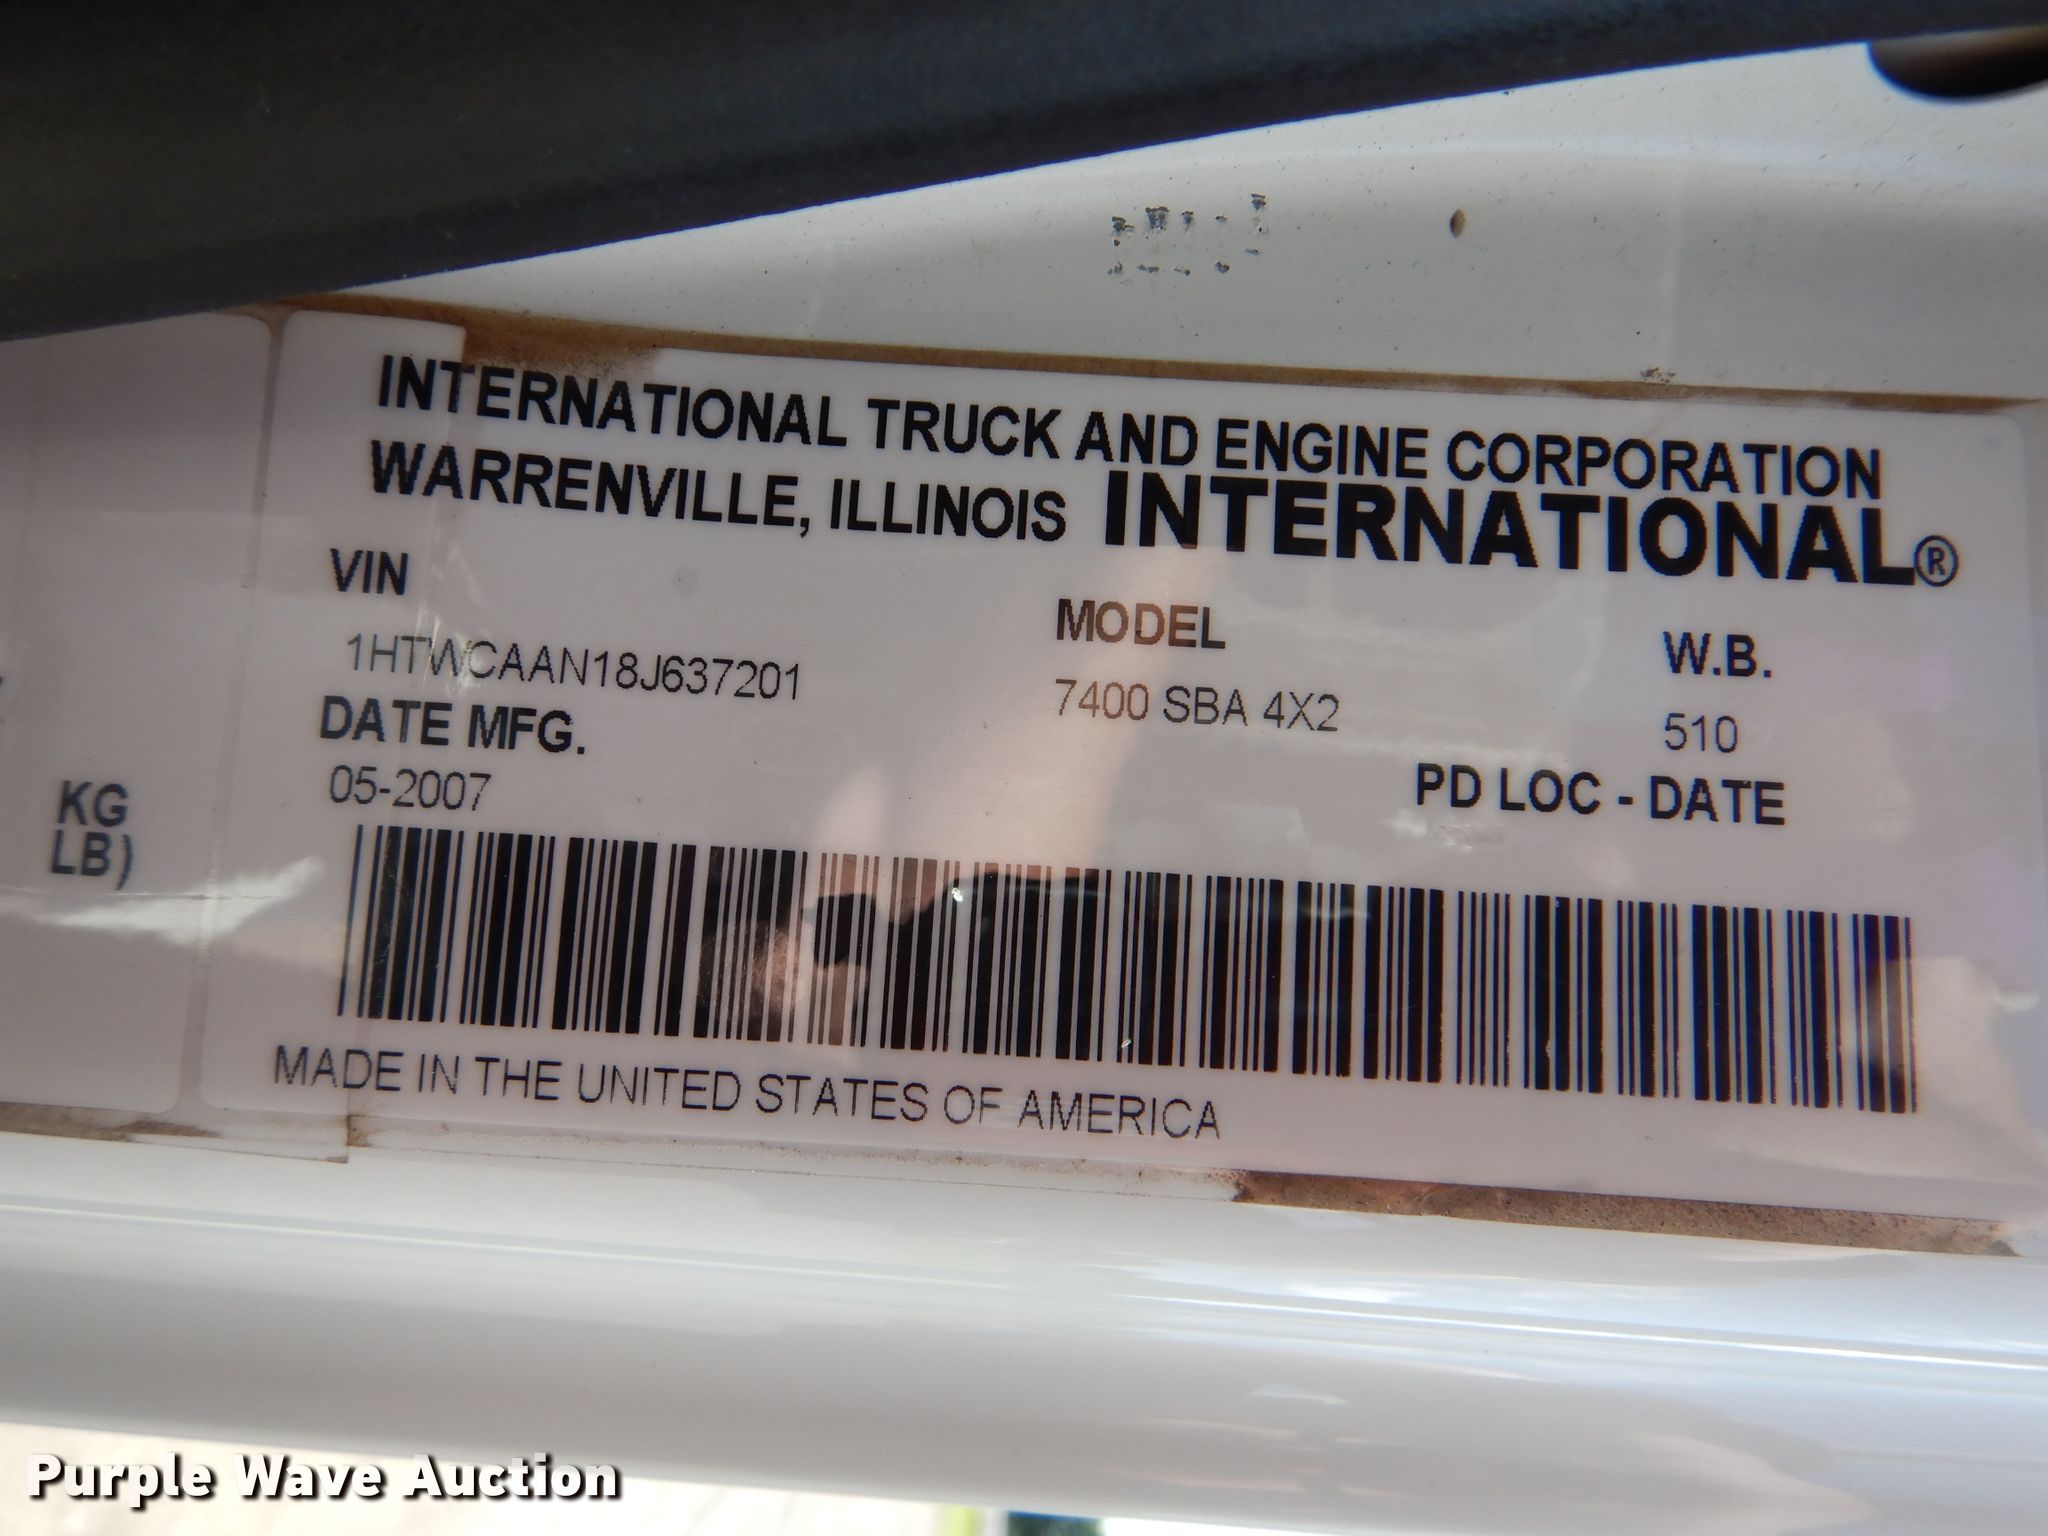 INTERNATIONAL TRUCK AND ENGINE CORPORATION
WARRENVILLE, ILLINOIS INTERNATIONAL®
VIN MODEL W.B.
1HTWCAAN18J637201 7400 SBA 4X2 510
DATE MFG. PD LOC - DATE
05-2007
KG
LB)
MADE IN THE UNITED STATES OF AMERICA
Purple Wave Auction